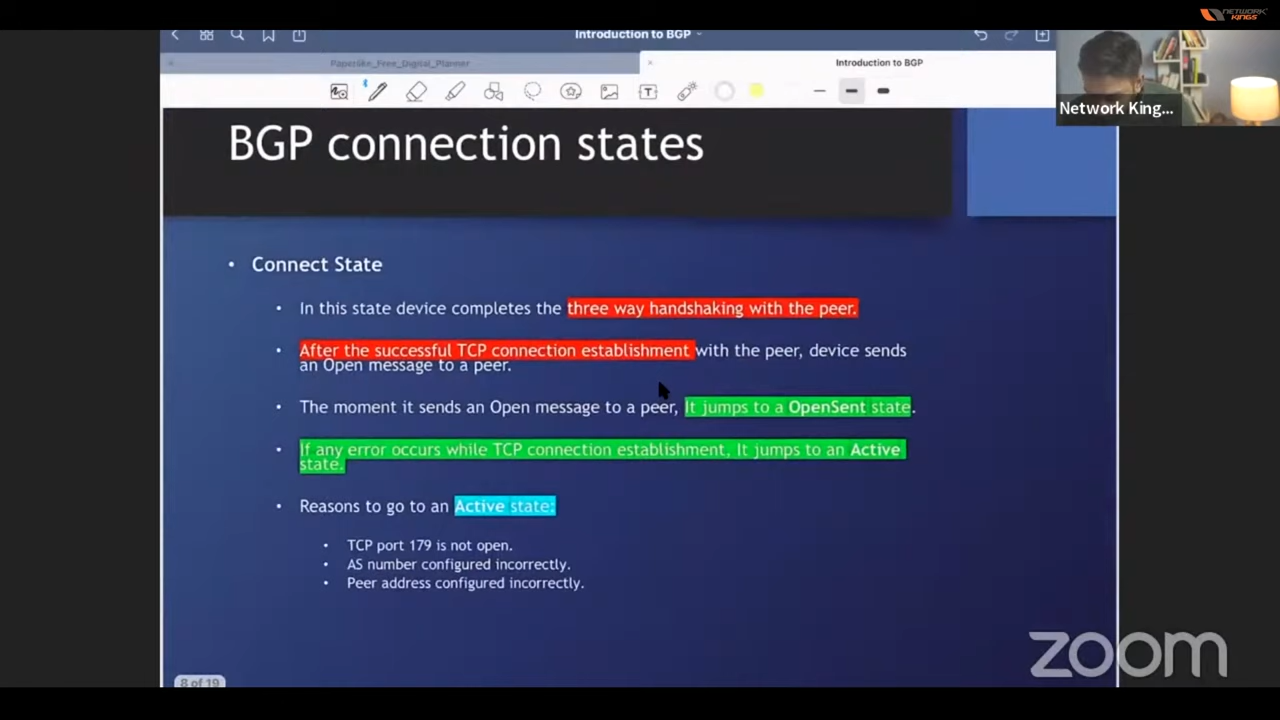 NETWORK
KINGS
Introduction to BGP
Paperlike_Free_Digital_Planner
Introduction to BGP
Network King...
BGP connection states
• Connect State
• In this state device completes the three way handshaking with the peer.
• After the successful TCP connection establishment with the peer, device sends
an Open message to a peer.
• The moment it sends an Open message to a peer, It jumps to a OpenSent state.
• If any error occurs while TCP connection establishment, It jumps to an Active
state.
• Reasons to go to an Active state:
• TCP port 179 is not open.
• AS number configured incorrectly.
• Peer address configured incorrectly.
8 of 19
zoom